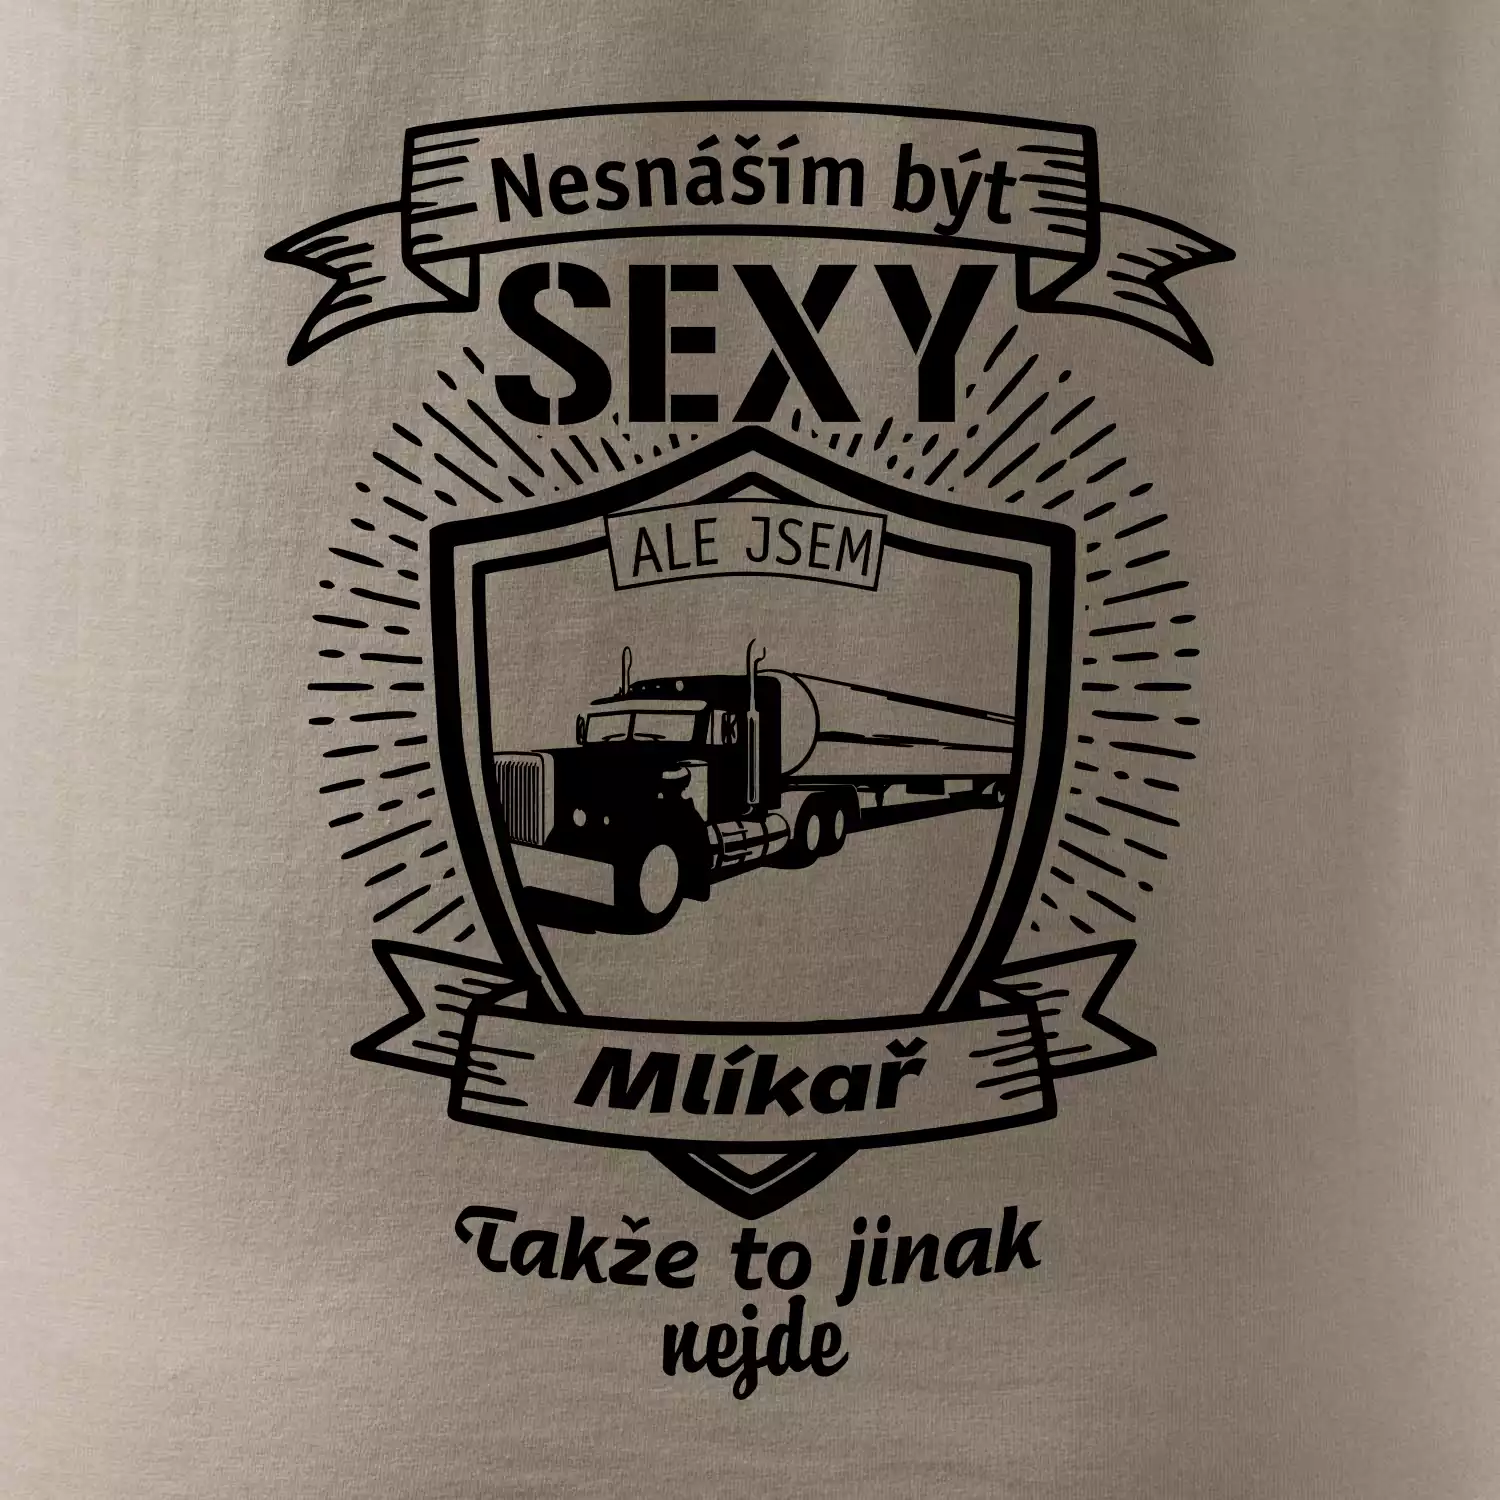 Nesnáším být
SEXY
ALE JSEM
Mlíkař
Takže to jinak
nejde